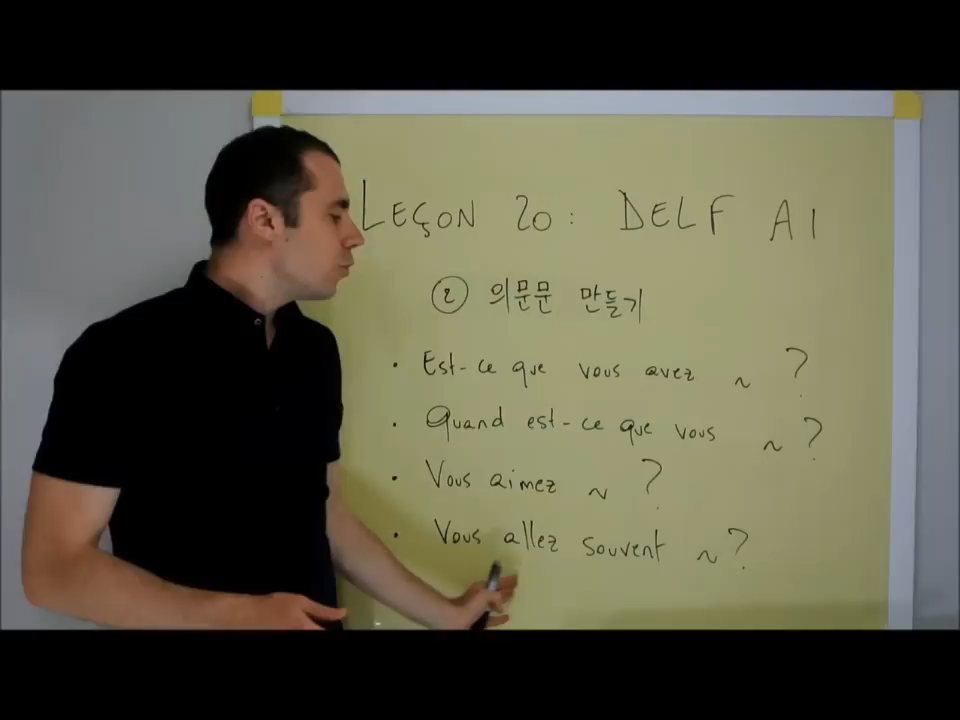 LEÇON 20 : DELF A1
② 의문문 만들기
• Est-ce que vous avez ~ ?
• Quand est-ce que vous ~ ?
• Vous aimez ~ ?
• Vous allez souvent ~ ?